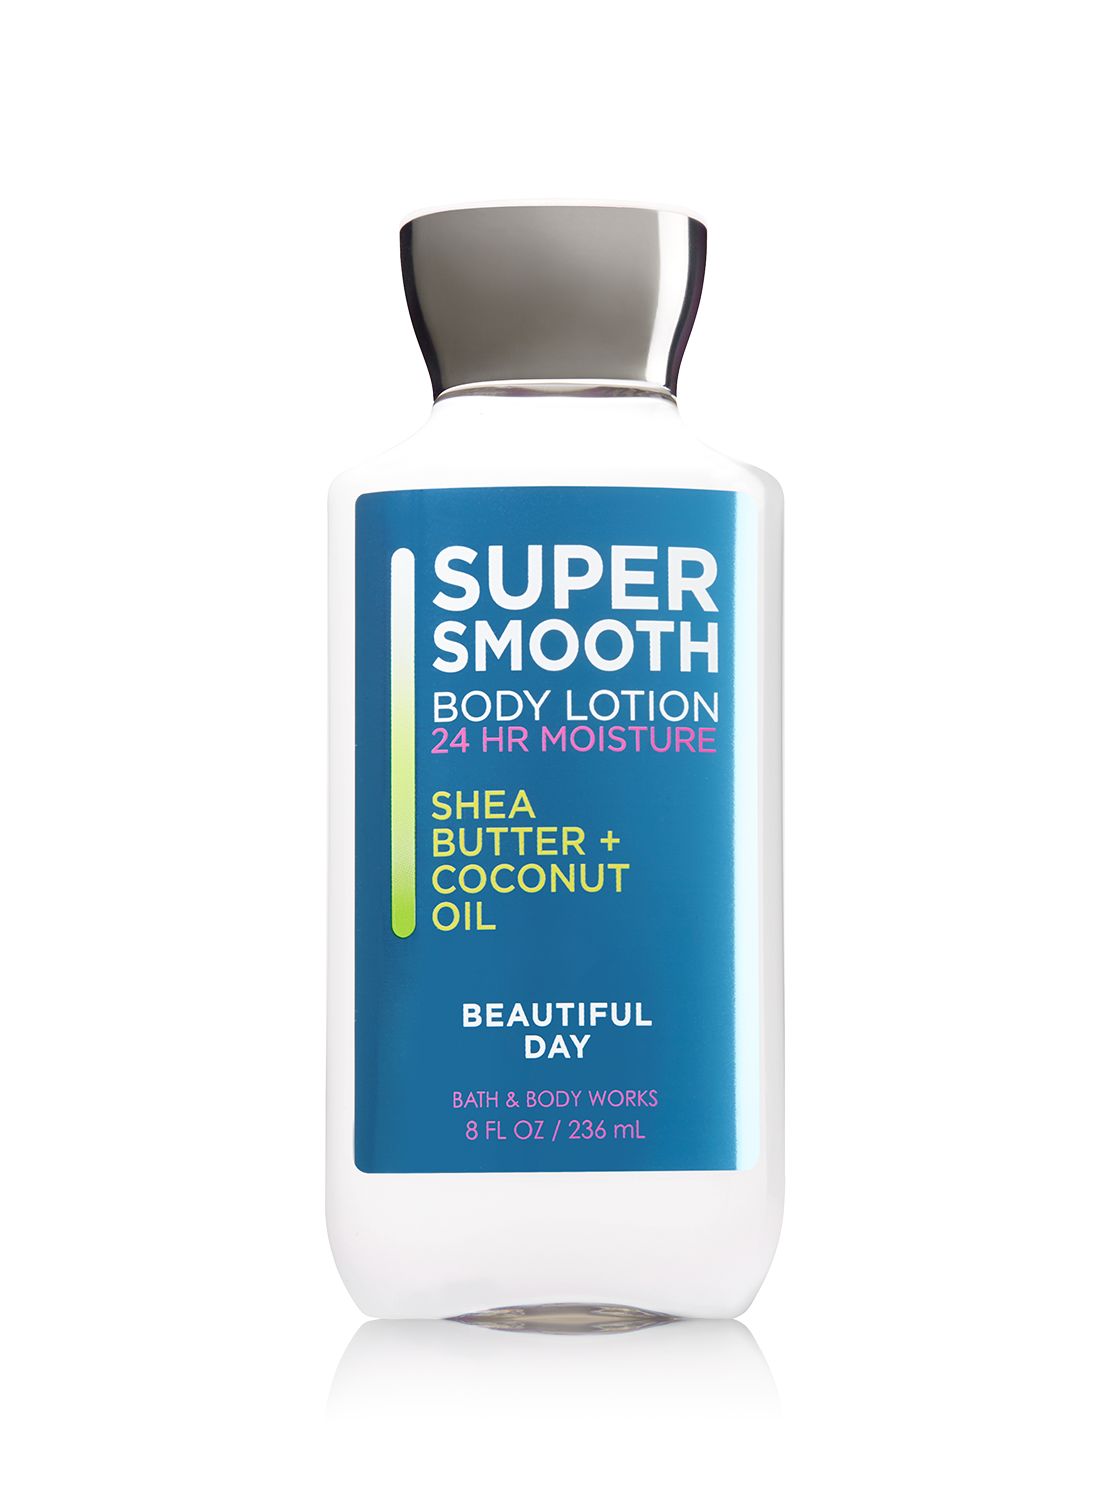 SUPER
SMOOTH
BODY LOTION
24 HR MOISTURE
SHEA
BUTTER +
COCONUT
OIL
BEAUTIFUL
DAY
BATH & BODY WORKS
8 FL OZ / 236 mL